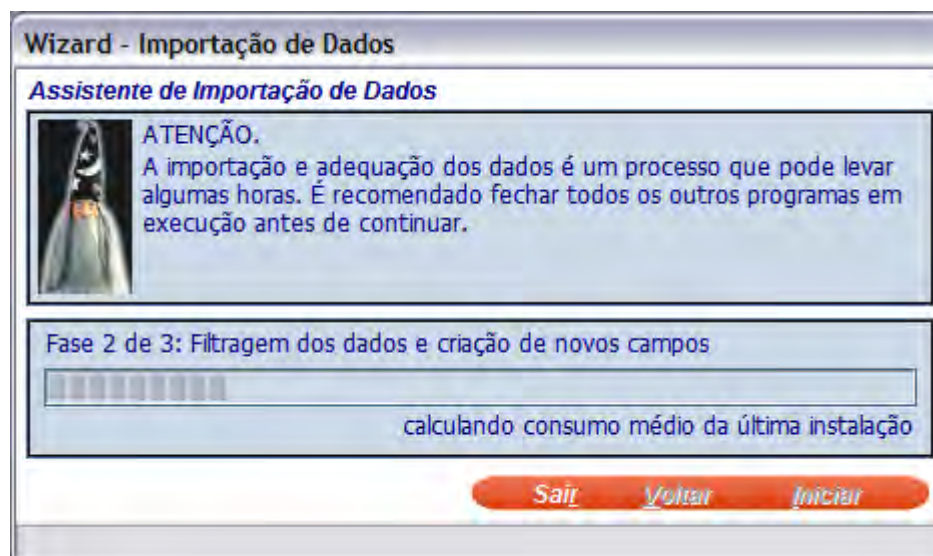 Wizard - Importação de Dados
Assistente de Importação de Dados
ATENÇÃO.
A importação e adequação dos dados é um processo que pode levar
algumas horas. É recomendado fechar todos os outros programas em
execução antes de continuar.
Fase 2 de 3: Filtragem dos dados e criação de novos campos
calculando consumo médio da última instalação
Sair Voltar Iniciar